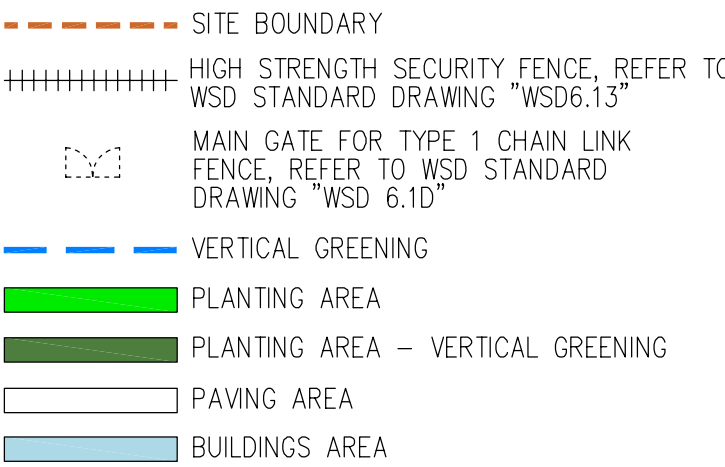 SITE BOUNDARY
HIGH STRENGTH SECURITY FENCE, REFER TO
WSD STANDARD DRAWING "WSD6.13"
MAIN GATE FOR TYPE 1 CHAIN LINK
FENCE, REFER TO WSD STANDARD
DRAWING "WSD 6.1D"
VERTICAL GREENING
PLANTING AREA
PLANTING AREA – VERTICAL GREENING
PAVING AREA
BUILDINGS AREA